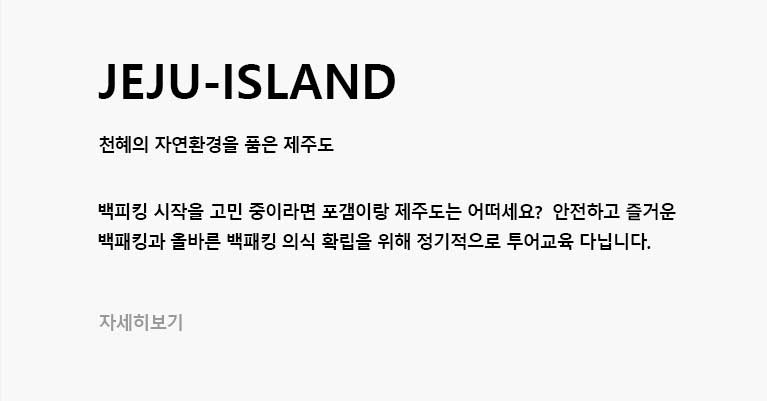 JEJU-ISLAND
천혜의 자연환경을 품은 제주도
백피킹 시작을 고민 중이라면 포갬이랑 제주도는 어떠세요? 안전하고 즐거운
백패킹과 올바른 백패킹 의식 확립을 위해 정기적으로 투어교육 다닙니다.
자세히보기